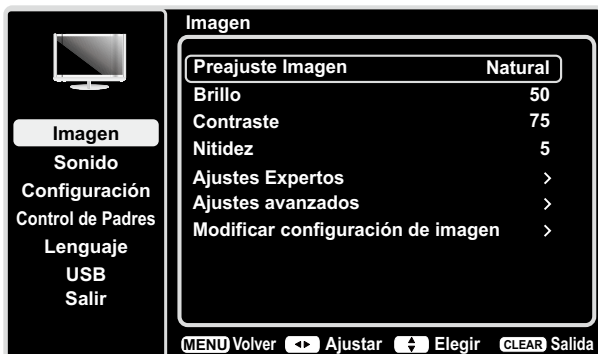 Imagen
Sonido
Configuración
Control de Padres
Lenguaje
USB
Salir
Imagen
Preajuste Imagen Natural
Brillo 50
Contraste 75
Nitidez 5
Ajustes Expertos >
Ajustes avanzados >
Modificar configuración de imagen >
MENU Volver Ajustar Elegir CLEAR Salida